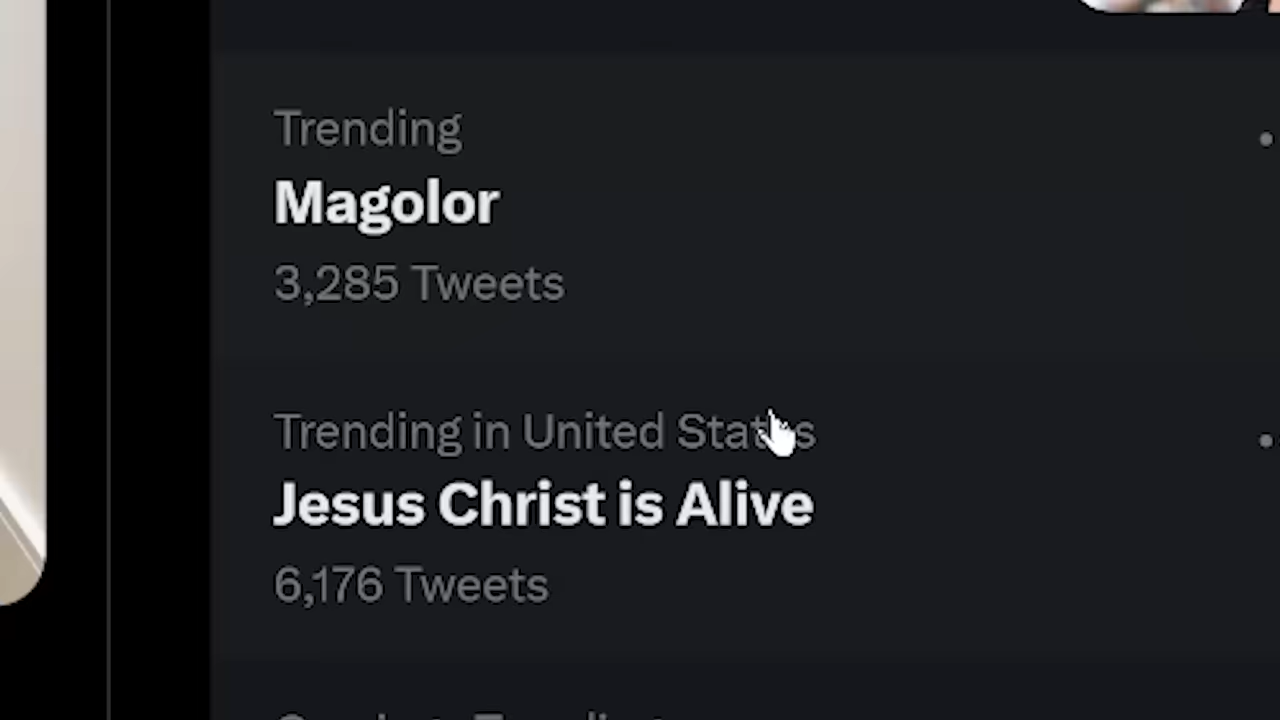 Trending
Magolor
3,285 Tweets
Trending in United States
Jesus Christ is Alive
6,176 Tweets